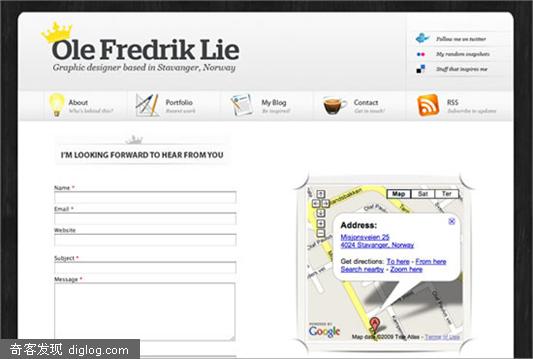 Ole Fredrik Lie
Graphic designer based in Stavanger, Norway
Follow me on twitter
My random snapshots
Stuff that inspires me
About
Who's behind this?
Portfolio
Recent work
My Blog
Be inspired!
Contact
Get in touch!
RSS
Subscribe to updates
I'M LOOKING FORWARD TO HEAR FROM YOU
Name *
Email *
Website
Subject *
Message *
Map Sat Ter
Address:
Misjonsveien 25
4024 Stavanger, Norway
Get directions: To here - From here
Search nearby - Zoom here
Olaf Paulus
POWERED BY
Google
Map data ©2009 Tele Atlas - Terms of Use
奇客发现 diglog.com